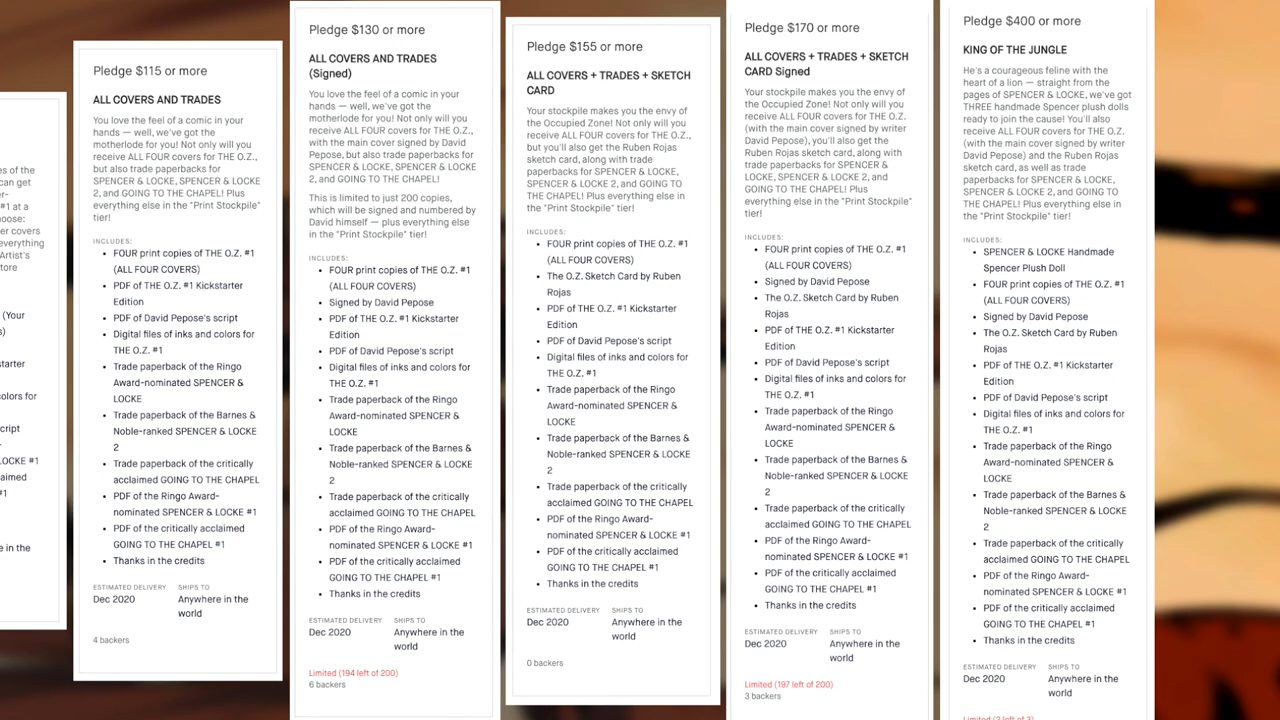 es of the
can get
er-
#1 at a
oose:
er covers
everything
Artist's
tore
(Your
s)
starter
colors for
cript
-
OCKE #1
laimed
#1
e in the
Pledge $115 or more
ALL COVERS AND TRADES
You love the feel of a comic in your
hands — well, we've got the
motherlode for you! Not only will you
receive ALL FOUR covers for THE O.Z.,
but also trade paperbacks for
SPENCER & LOCKE, SPENCER & LOCKE
2, and GOING TO THE CHAPEL! Plus
everything else in the "Print Stockpile"
tier!
INCLUDES:
• FOUR print copies of THE O.Z. #1
(ALL FOUR COVERS)
• PDF of THE O.Z. #1 Kickstarter
Edition
• PDF of David Pepose's script
• Digital files of inks and colors for
THE O.Z. #1
• Trade paperback of the Ringo
Award-nominated SPENCER &
LOCKE
• Trade paperback of the Barnes &
Noble-ranked SPENCER & LOCKE
2
• Trade paperback of the critically
acclaimed GOING TO THE CHAPEL
• PDF of the Ringo Award-
nominated SPENCER & LOCKE #1
• PDF of the critically acclaimed
GOING TO THE CHAPEL #1
• Thanks in the credits
ESTIMATED DELIVERY SHIPS TO
Dec 2020 Anywhere in the
world
4 backers
Pledge $130 or more
ALL COVERS AND TRADES
(Signed)
You love the feel of a comic in your
hands — well, we've got the
motherlode for you! Not only will you
receive ALL FOUR covers for THE O.Z.,
with the main cover signed by David
Pepose, but also trade paperbacks for
SPENCER & LOCKE, SPENCER & LOCKE
2, and GOING TO THE CHAPEL!
This is limited to just 200 copies,
which will be signed and numbered by
David himself — plus everything else
in the "Print Stockpile" tier!
INCLUDES:
• FOUR print copies of THE O.Z. #1
(ALL FOUR COVERS)
• Signed by David Pepose
• PDF of THE O.Z. #1 Kickstarter
Edition
• PDF of David Pepose's script
• Digital files of inks and colors for
THE O.Z. #1
• Trade paperback of the Ringo
Award-nominated SPENCER &
LOCKE
• Trade paperback of the Barnes &
Noble-ranked SPENCER & LOCKE
2
• Trade paperback of the critically
acclaimed GOING TO THE CHAPEL
• PDF of the Ringo Award-
nominated SPENCER & LOCKE #1
• PDF of the critically acclaimed
GOING TO THE CHAPEL #1
• Thanks in the credits
ESTIMATED DELIVERY SHIPS TO
Dec 2020 Anywhere in the
world
Limited (194 left of 200)
6 backers
Pledge $155 or more
ALL COVERS + TRADES + SKETCH
CARD
Your stockpile makes you the envy of
the Occupied Zone! Not only will you
receive ALL FOUR covers for THE O.Z.,
but you'll also get the Ruben Rojas
sketch card, along with trade
paperbacks for SPENCER & LOCKE,
SPENCER & LOCKE 2, and GOING TO
THE CHAPEL! Plus everything else in
the "Print Stockpile" tier!
INCLUDES:
• FOUR print copies of THE O.Z. #1
(ALL FOUR COVERS)
• The O.Z. Sketch Card by Ruben
Rojas
• PDF of THE O.Z. #1 Kickstarter
Edition
• PDF of David Pepose's script
• Digital files of inks and colors for
THE O.Z. #1
• Trade paperback of the Ringo
Award-nominated SPENCER &
LOCKE
• Trade paperback of the Barnes &
Noble-ranked SPENCER & LOCKE
2
• Trade paperback of the critically
acclaimed GOING TO THE CHAPEL
• PDF of the Ringo Award-
nominated SPENCER & LOCKE #1
• PDF of the critically acclaimed
GOING TO THE CHAPEL #1
• Thanks in the credits
ESTIMATED DELIVERY SHIPS TO
Dec 2020 Anywhere in the
world
0 backers
Pledge $170 or more
ALL COVERS + TRADES + SKETCH
CARD Signed
Your stockpile makes you the envy of
the Occupied Zone! Not only will you
receive ALL FOUR covers for THE O.Z.
(with the main cover signed by writer
David Pepose), you'll also get the
Ruben Rojas sketch card, along with
trade paperbacks for SPENCER &
LOCKE, SPENCER & LOCKE 2, and
GOING TO THE CHAPEL! Plus
everything else in the "Print Stockpile"
tier!
INCLUDES:
• FOUR print copies of THE O.Z. #1
(ALL FOUR COVERS)
• Signed by David Pepose
• The O.Z. Sketch Card by Ruben
Rojas
• PDF of THE O.Z. #1 Kickstarter
Edition
• PDF of David Pepose's script
• Digital files of inks and colors for
THE O.Z. #1
• Trade paperback of the Ringo
Award-nominated SPENCER &
LOCKE
• Trade paperback of the Barnes &
Noble-ranked SPENCER & LOCKE
2
• Trade paperback of the critically
acclaimed GOING TO THE CHAPEL
• PDF of the Ringo Award-
nominated SPENCER & LOCKE #1
• PDF of the critically acclaimed
GOING TO THE CHAPEL #1
• Thanks in the credits
ESTIMATED DELIVERY SHIPS TO
Dec 2020 Anywhere in the
world
Limited (197 left of 200)
3 backers
Pledge $400 or more
KING OF THE JUNGLE
He's a courageous feline with the
heart of a lion — straight from the
pages of SPENCER & LOCKE, we've got
THREE handmade Spencer plush dolls
ready to join the cause! You'll also
receive ALL FOUR covers for THE O.Z.
(with the main cover signed by writer
David Pepose) and the Ruben Rojas
sketch card, as well as trade
paperbacks for SPENCER & LOCKE,
SPENCER & LOCKE 2, and GOING TO
THE CHAPEL! Plus everything else in
the "Print Stockpile" tier!
INCLUDES:
• SPENCER & LOCKE Handmade
Spencer Plush Doll
• FOUR print copies of THE O.Z. #1
(ALL FOUR COVERS)
• Signed by David Pepose
• The O.Z. Sketch Card by Ruben
Rojas
• PDF of THE O.Z. #1 Kickstarter
Edition
• PDF of David Pepose's script
• Digital files of inks and colors for
THE O.Z. #1
• Trade paperback of the Ringo
Award-nominated SPENCER &
LOCKE
• Trade paperback of the Barnes &
Noble-ranked SPENCER & LOCKE
2
• Trade paperback of the critically
acclaimed GOING TO THE CHAPEL
• PDF of the Ringo Award-
nominated SPENCER & LOCKE #1
• PDF of the critically acclaimed
GOING TO THE CHAPEL #1
• Thanks in the credits
ESTIMATED DELIVERY SHIPS TO
Dec 2020 Anywhere in the
world